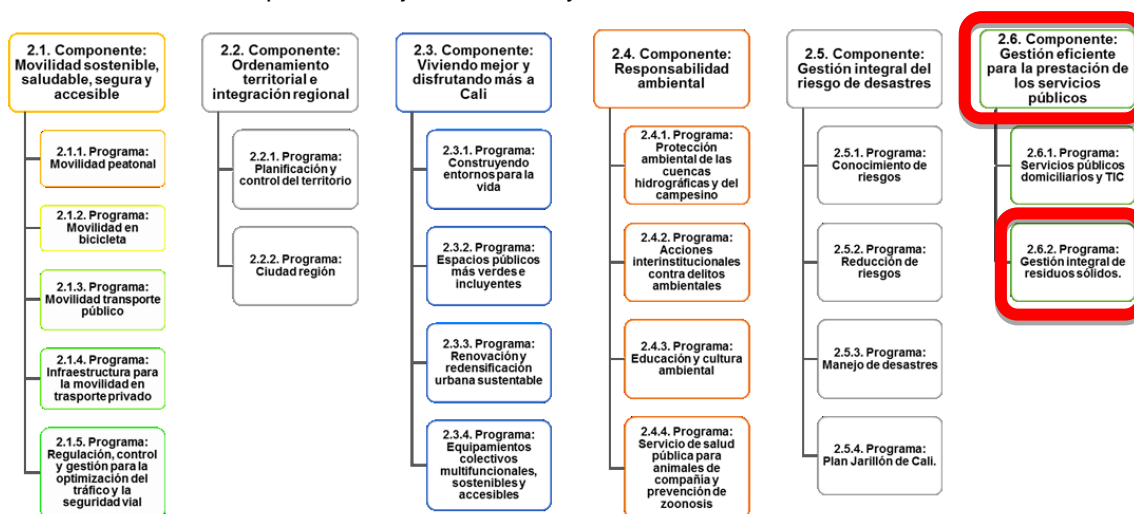 2.1. Componente:
Movilidad sostenible,
saludable, segura y
accesible
2.1.1. Programa:
Movilidad peatonal
2.1.2. Programa:
Movilidad en
bicicleta
2.1.3. Programa:
Movilidad transporte
público
2.1.4. Programa:
Infraestructura para
la movilidad en
trasporte privado
2.1.5. Programa:
Regulación, control
y gestión para la
optimización del
tráfico y la
seguridad vial
2.2. Componente:
Ordenamiento
territorial e
integración regional
2.2.1. Programa:
Planificación y
control del territorio
2.2.2. Programa:
Ciudad región
2.3. Componente:
Viviendo mejor y
disfrutando más a
Cali
2.3.1. Programa:
Construyendo
entornos para la
vida
2.3.2. Programa:
Espacios públicos
más verdes e
incluyentes
2.3.3. Programa:
Renovación y
redensificación
urbana sustentable
2.3.4. Programa:
Equipamientos
colectivos
multifuncionales,
sostenibles y
accesibles
2.4. Componente:
Responsabilidad
ambiental
2.4.1. Programa:
Protección
ambiental de las
cuencas
hidrográficas y del
campesino
2.4.2. Programa:
Acciones
interinstitucionales
contra delitos
ambientales
2.4.3. Programa:
Educación y cultura
ambiental
2.4.4. Programa:
Servicio de salud
pública para
animales de
compañía y
prevención de
zoonosis
2.5. Componente:
Gestión integral del
riesgo de desastres
2.5.1. Programa:
Conocimiento de
riesgos
2.5.2. Programa:
Reducción de
riesgos
2.5.3. Programa:
Manejo de desastres
2.5.4. Programa:
Plan Jarillón de Cali.
2.6. Componente:
Gestión eficiente
para la prestación de
los servicios
públicos
2.6.1. Programa:
Servicios públicos
domiciliarios y TIC
2.6.2. Programa:
Gestión integral de
residuos sólidos.